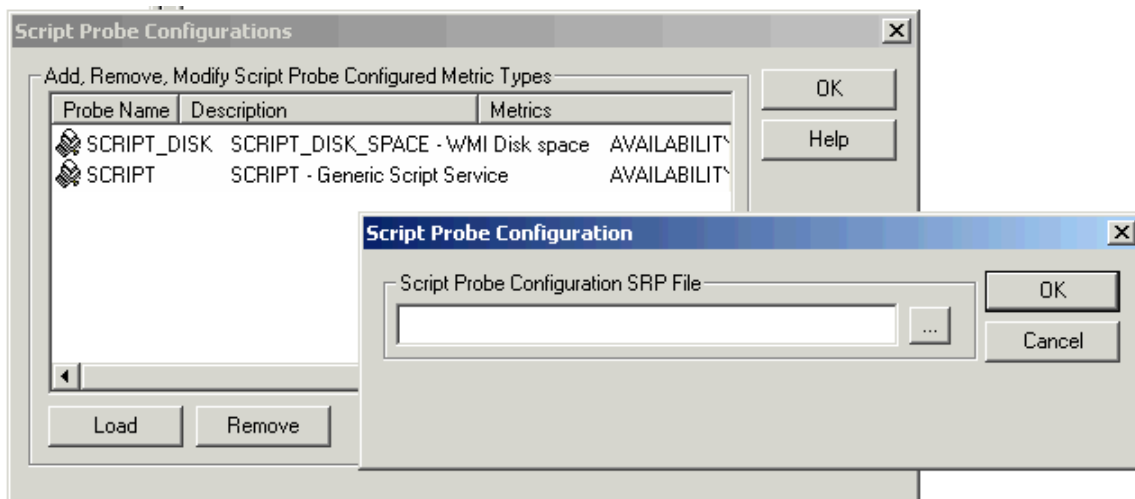 Script Probe Configurations
Add, Remove, Modify Script Probe Configured Metric Types
OK
Help
Probe Name Description Metrics
SCRIPT_DISK SCRIPT_DISK_SPACE - WMI Disk space AVAILABILITY
SCRIPT SCRIPT - Generic Script Service AVAILABILITY
Script Probe Configuration
Script Probe Configuration SRP File
...
OK
Cancel
Load Remove